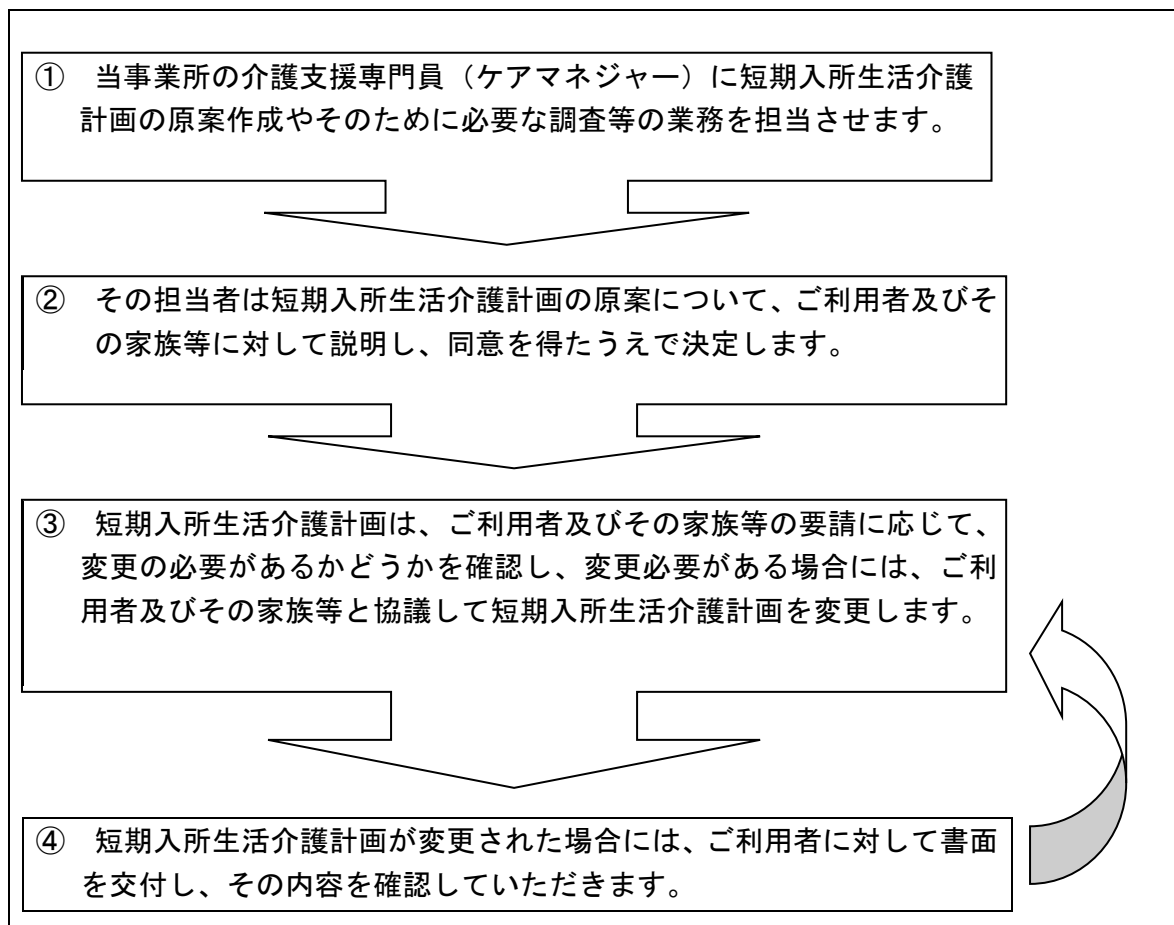 ① 当事業所の介護支援専門員（ケアマネジャー）に短期入所生活介護
計画の原案作成やそのために必要な調査等の業務を担当させます。
② その担当者は短期入所生活介護計画の原案について、ご利用者及びそ
の家族等に対して説明し、同意を得たうえで決定します。
③ 短期入所生活介護計画は、ご利用者及びその家族等の要請に応じて、
変更の必要があるかどうかを確認し、変更必要がある場合には、ご利
用者及びその家族等と協議して短期入所生活介護計画を変更します。
④ 短期入所生活介護計画が変更された場合には、ご利用者に対して書面
を交付し、その内容を確認していただきます。